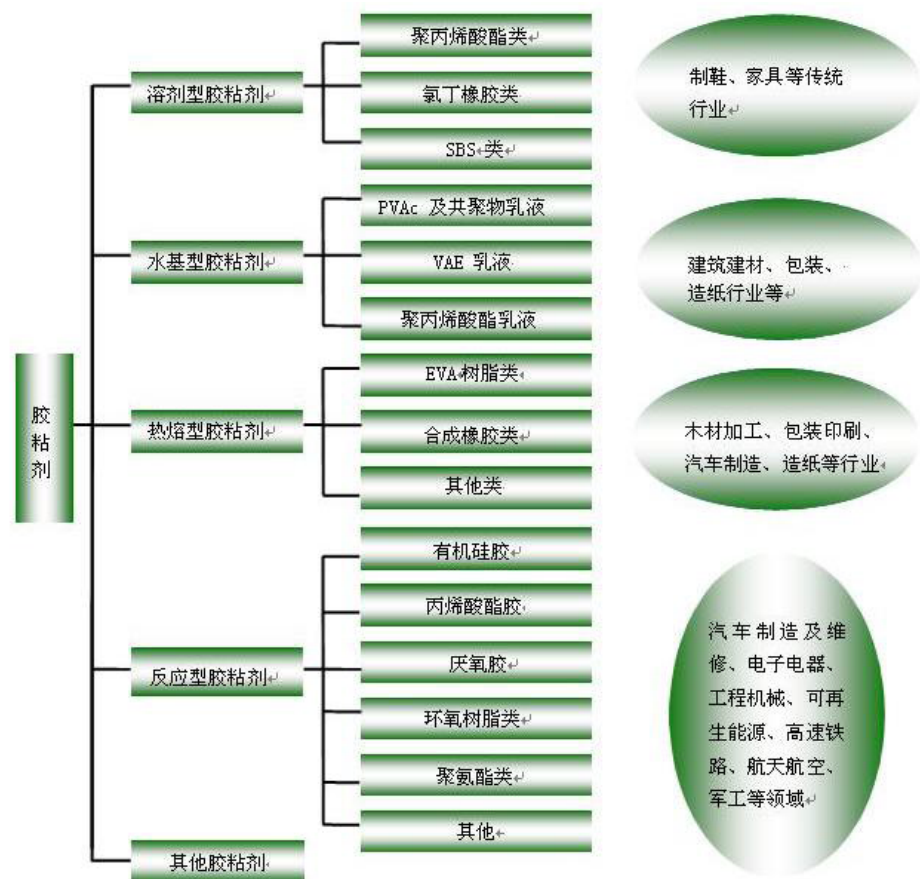 胶
粘
剂
溶剂型胶粘剂
聚丙烯酸酯类
氯丁橡胶类
SBS 类
制鞋、家具等传统
行业
水基型胶粘剂
PVAc 及共聚物乳液
VAE 乳液
聚丙烯酸酯乳液
建筑建材、包装、
造纸行业等
热熔型胶粘剂
EVA 树脂类
合成橡胶类
其他类
木材加工、包装印刷、
汽车制造、造纸等行业
反应型胶粘剂
有机硅胶
丙烯酸酯胶
厌氧胶
环氧树脂类
聚氨酯类
其他
汽车制造及维
修、电子电器、
工程机械、可再
生能源、高速铁
路、航天航空、
军工等领域
其他胶粘剂